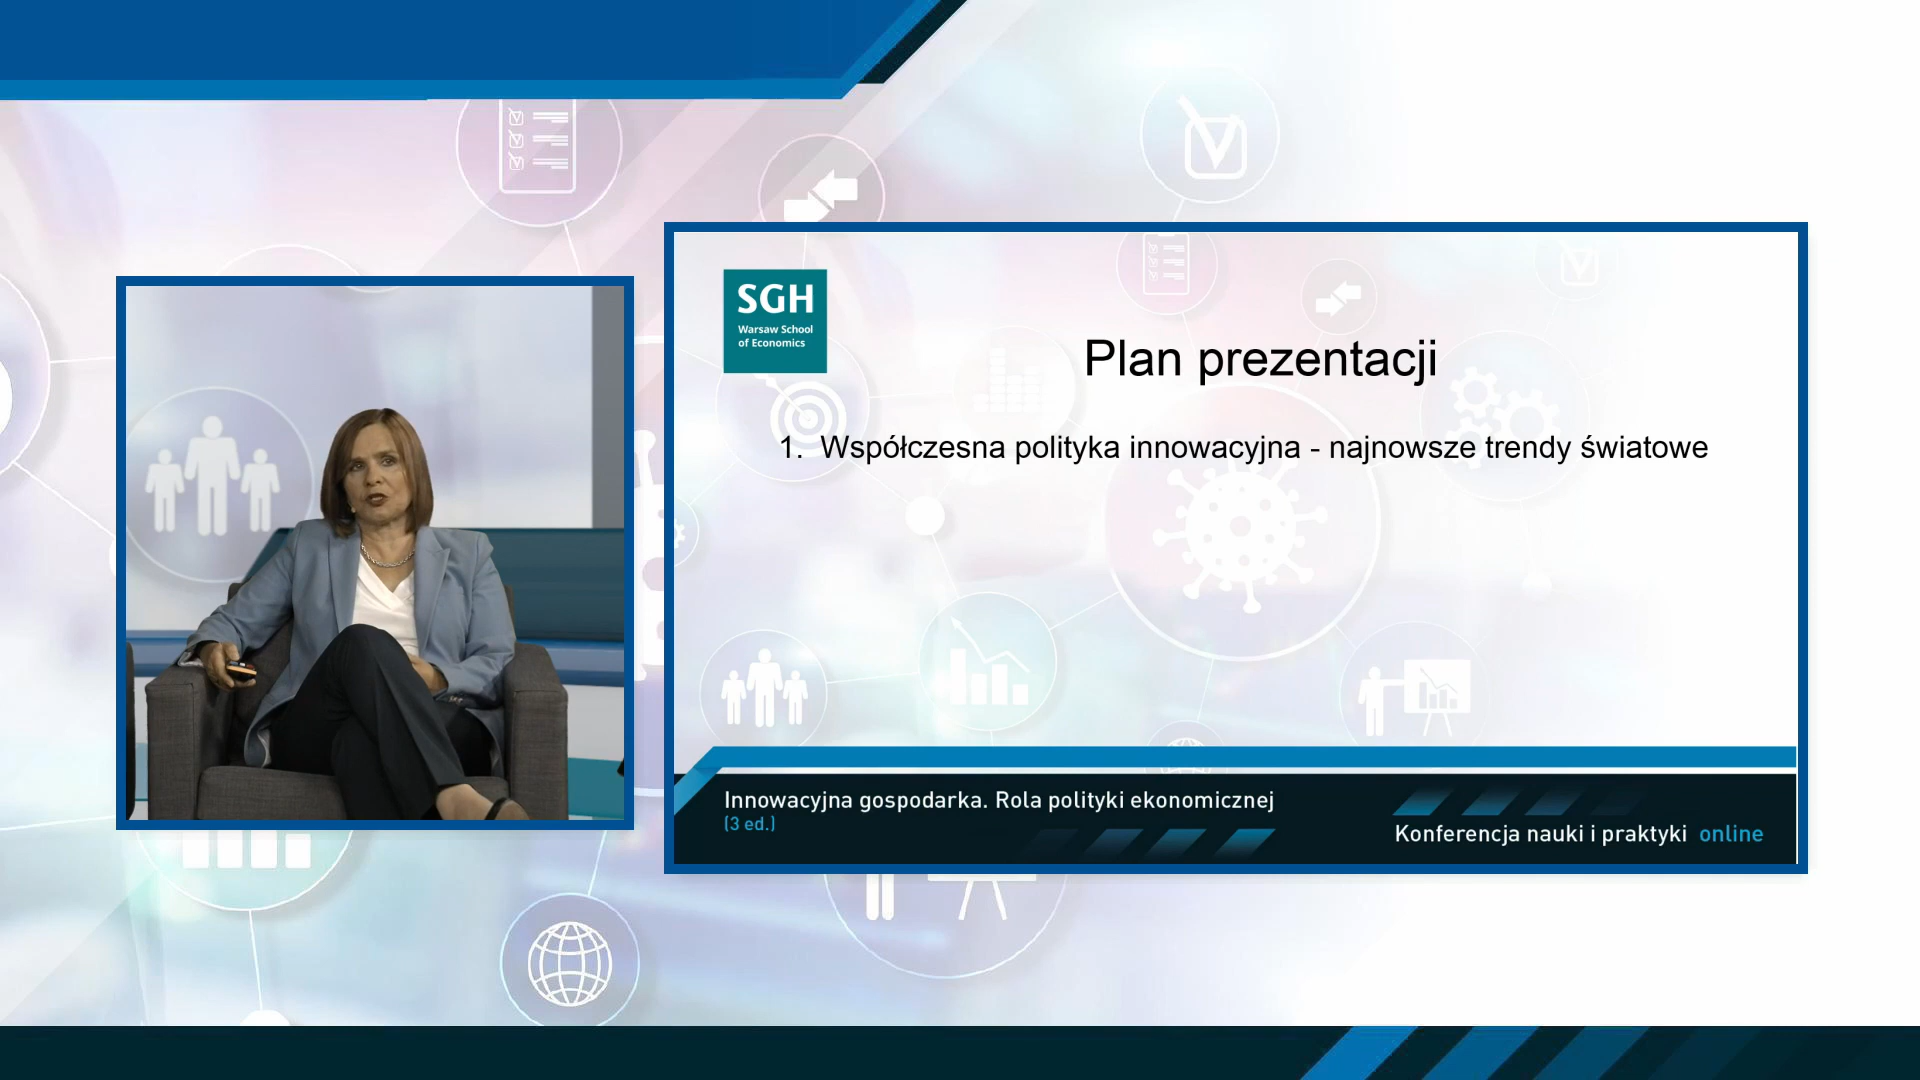 SGH
Warsaw School
of Economics
Plan prezentacji
1. Współczesna polityka innowacyjna - najnowsze trendy światowe
Innowacyjna gospodarka. Rola polityki ekonomicznej
(3 ed.)
Konferencja nauki i praktyki online